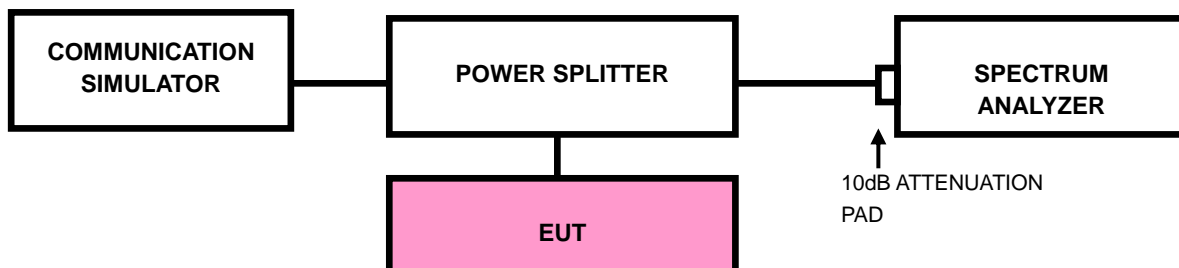 COMMUNICATION
SIMULATOR
POWER SPLITTER
SPECTRUM
ANALYZER
10dB ATTENUATION
PAD
EUT